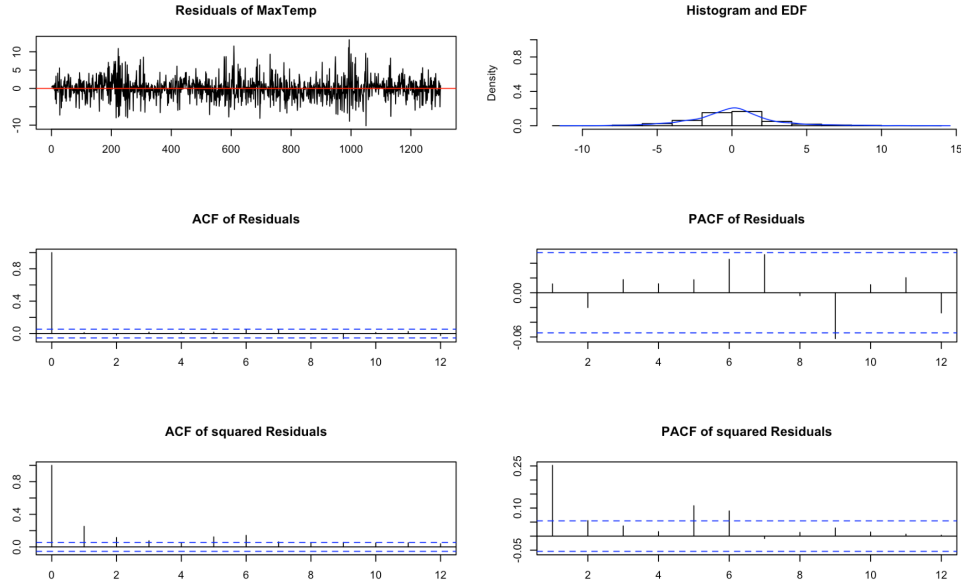 Residuals of MaxTemp
10
5
0
-10
0 200 400 600 800 1000 1200
Histogram and EDF
Density
0.8
0.4
0.0
-10 -5 0 5 10 15
ACF of Residuals
0.8
0.4
0.0
0 2 4 6 8 10 12
PACF of Residuals
0.00
-0.06
2 4 6 8 10 12
ACF of squared Residuals
0.8
0.4
0.0
0 2 4 6 8 10 12
PACF of squared Residuals
0.25
0.10
-0.05
2 4 6 8 10 12